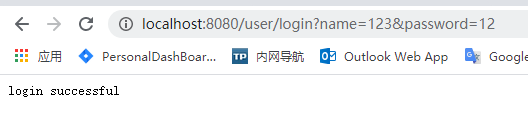 localhost:8080/user/login?name=123&password=12
应用 PersonalDashBoar... TP 内网导航 Outlook Web App Google
login successful